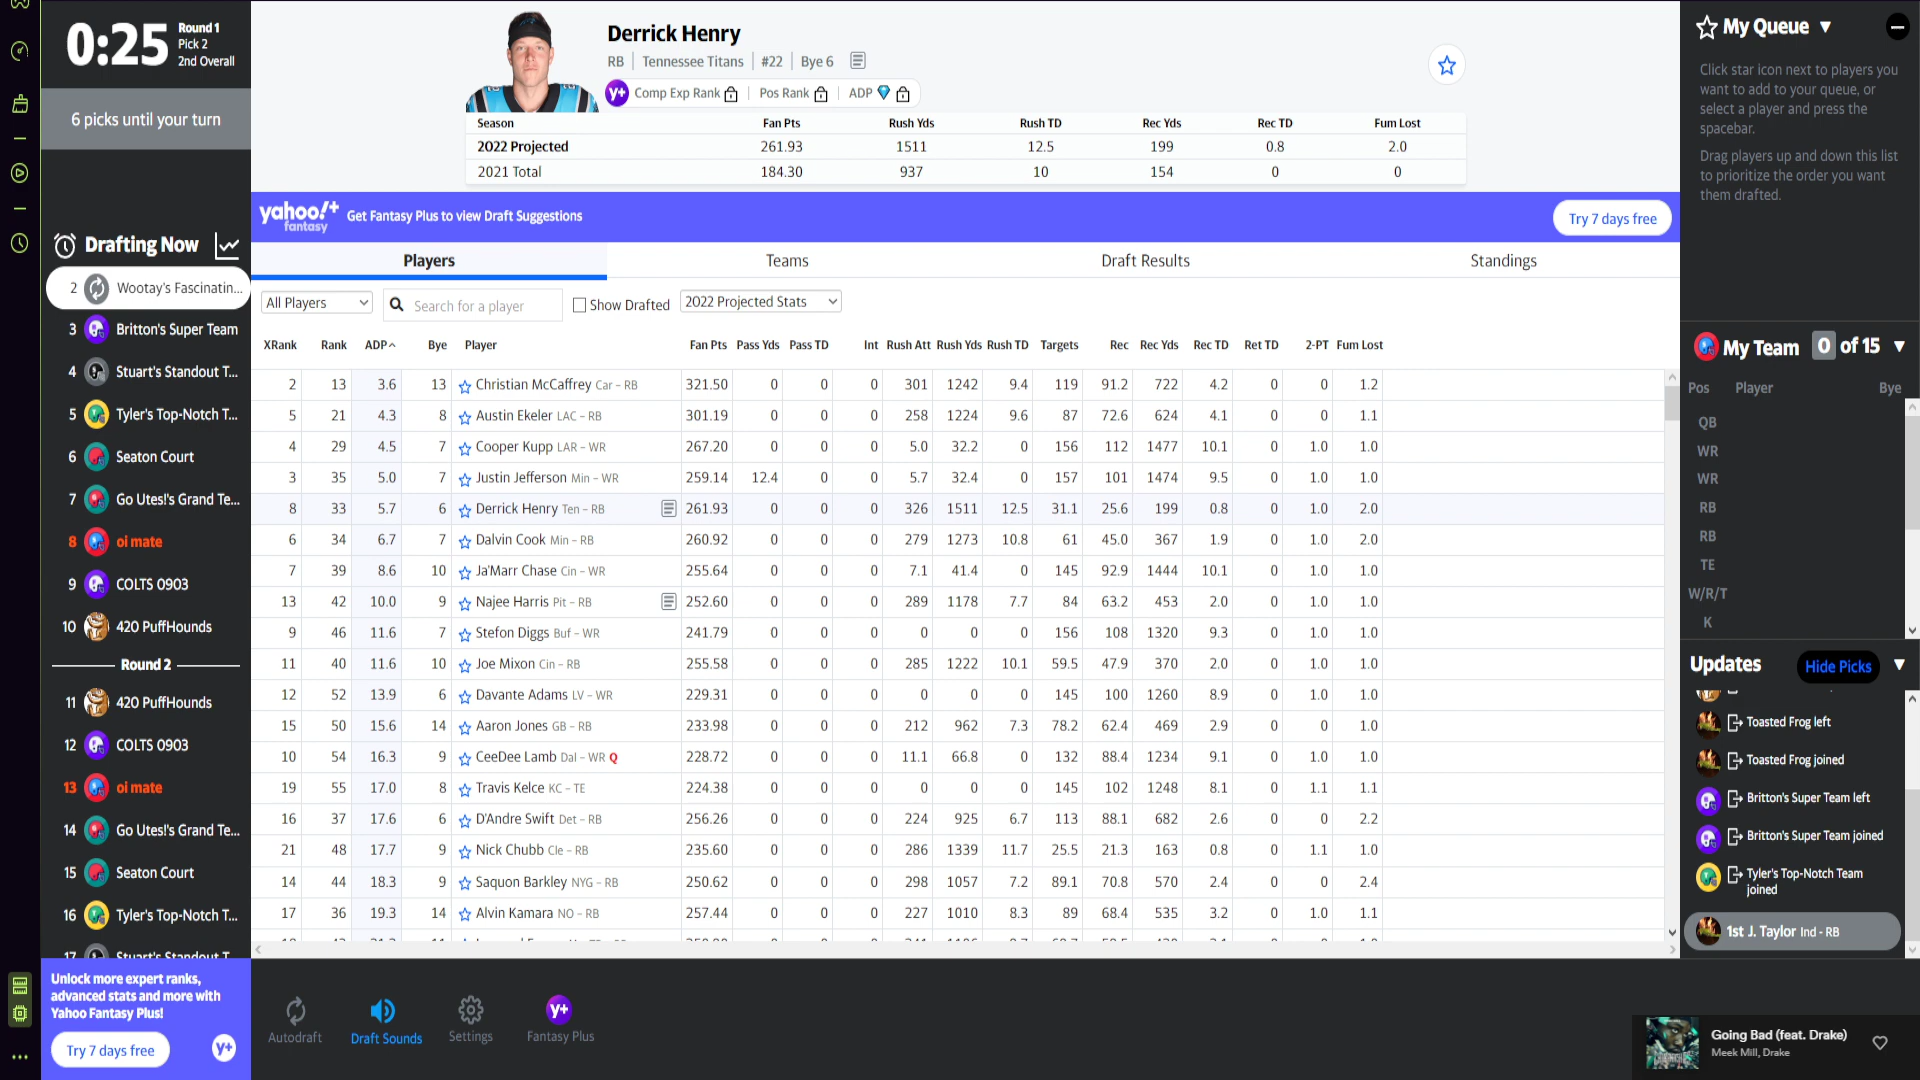 0:25
Round 1
Pick 2
2nd Overall
6 picks until your turn
Drafting Now
2 Wootay's Fascinatin...
3 Britton's Super Team
4 Stuart's Standout T...
5 Tyler's Top-Notch T...
6 Seaton Court
7 Go Utes!'s Grand Te...
8 oi mate
9 COLTS 0903
10 420 PuffHounds
Round 2
11 420 PuffHounds
12 COLTS 0903
13 oi mate
14 Go Utes!'s Grand Te...
15 Seaton Court
16 Tyler's Top-Notch T...
17 Stuart's Standout T...
Unlock more expert ranks,
advanced stats and more with
Yahoo Fantasy Plus!
Try 7 days free
y+
Derrick Henry
RB Tennessee Titans #22 Bye 6
y+ Comp Exp Rank Pos Rank ADP
Season Fan Pts Rush Yds Rush TD Rec Yds Rec TD Fum Lost
2022 Projected 261.93 1511 12.5 199 0.8 2.0
2021 Total 184.30 937 10 154 0 0
yahoo!+
fantasy
Get Fantasy Plus to view Draft Suggestions
Try 7 days free
Players Teams Draft Results Standings
All Players Search for a player Show Drafted 2022 Projected Stats
XRank Rank ADP Bye Player Fan Pts Pass Yds Pass TD Int Rush Att Rush Yds Rush TD Targets Rec Rec Yds Rec TD Ret TD 2-PT Fum Lost
2 13 3.6 13 Christian McCaffrey Car - RB 321.50 0 0 0 301 1242 9.4 119 91.2 722 4.2 0 0 1.2
5 21 4.3 8 Austin Ekeler LAC - RB 301.19 0 0 0 258 1224 9.6 87 72.6 624 4.1 0 0 1.1
4 29 4.5 7 Cooper Kupp LAR - WR 267.20 0 0 0 5.0 32.2 0 156 112 1477 10.1 0 1.0 1.0
3 35 5.0 7 Justin Jefferson Min - WR 259.14 12.4 0 0 5.7 32.4 0 157 101 1474 9.5 0 1.0 1.0
8 33 5.7 6 Derrick Henry Ten - RB 261.93 0 0 0 326 1511 12.5 31.1 25.6 199 0.8 0 1.0 2.0
6 34 6.7 7 Dalvin Cook Min - RB 260.92 0 0 0 279 1273 10.8 61 45.0 367 1.9 0 1.0 2.0
7 39 8.6 10 Ja'Marr Chase Cin - WR 255.64 0 0 0 7.1 41.4 0 145 92.9 1444 10.1 0 1.0 1.0
13 42 10.0 9 Najee Harris Pit - RB 252.60 0 0 0 289 1178 7.7 84 63.2 453 2.0 0 1.0 1.0
9 46 11.6 7 Stefon Diggs Buf - WR 241.79 0 0 0 0 0 0 156 108 1320 9.3 0 1.0 1.0
11 40 11.6 10 Joe Mixon Cin - RB 255.58 0 0 0 285 1222 10.1 59.5 47.9 370 2.0 0 1.0 1.0
12 52 13.9 6 Davante Adams LV - WR 229.31 0 0 0 0 0 0 145 100 1260 8.9 0 1.0 1.0
15 50 15.6 14 Aaron Jones GB - RB 233.98 0 0 0 212 962 7.3 78.2 62.4 469 2.9 0 0 1.0
10 54 16.3 9 CeeDee Lamb Dal - WR Q 228.72 0 0 0 11.1 66.8 0 132 88.4 1234 9.1 0 1.0 1.0
19 55 17.0 8 Travis Kelce KC - TE 224.38 0 0 0 0 0 0 145 102 1248 8.1 0 1.1 1.1
16 37 17.6 6 D'Andre Swift Det - RB 256.26 0 0 0 224 925 6.7 113 88.1 682 2.6 0 0 2.2
21 48 17.7 9 Nick Chubb Cle - RB 235.60 0 0 0 286 1339 11.7 25.5 21.3 163 0.8 0 1.1 1.0
14 44 18.3 9 Saquon Barkley NYG - RB 250.62 0 0 0 298 1057 7.2 89.1 70.8 570 2.4 0 0 2.4
17 36 19.3 14 Alvin Kamara NO - RB 257.44 0 0 0 227 1010 8.3 89 68.4 535 3.2 0 1.0 1.1
Autodraft Draft Sounds Settings y+ Fantasy Plus
My Queue
Click star icon next to players you
want to add to your queue, or
select a player and press the
spacebar.
Drag players up and down this list
to prioritize the order you want
them drafted.
My Team 0 of 15
Pos Player Bye
QB
WR
WR
RB
RB
TE
W/R/T
K
Updates Hide Picks
Toasted Frog left
Toasted Frog joined
Britton's Super Team left
Britton's Super Team joined
Tyler's Top-Notch Team
joined
1st J. Taylor Ind - RB
Going Bad (feat. Drake)
Meek Mill, Drake